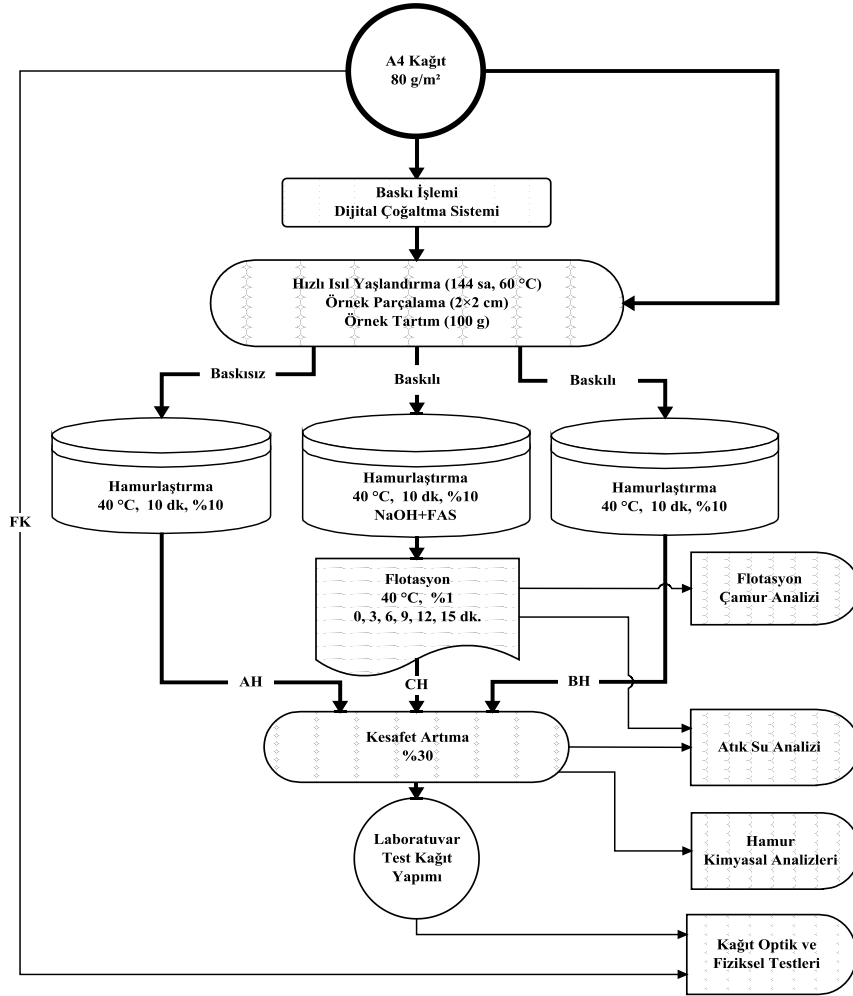 A4 Kağıt
80 g/m²
Baskı İşlemi
Dijital Çoğaltma Sistemi
Hızlı Isıl Yaşlandırma (144 sa, 60 °C)
Örnek Parçalama (2×2 cm)
Örnek Tartım (100 g)
Baskısız
Baskılı
Baskılı
Hamurlaştırma
40 °C, 10 dk, %10
Hamurlaştırma
40 °C, 10 dk, %10
NaOH+FAS
Hamurlaştırma
40 °C, 10 dk, %10
FK
Flotasyon
40 °C, %1
0, 3, 6, 9, 12, 15 dk.
Flotasyon
Çamur Analizi
AH
CH
BH
Kesafet Artıma
%30
Atık Su Analizi
Laboratuvar
Test Kağıt
Yapımı
Hamur
Kimyasal Analizleri
Kağıt Optik ve
Fiziksel Testleri